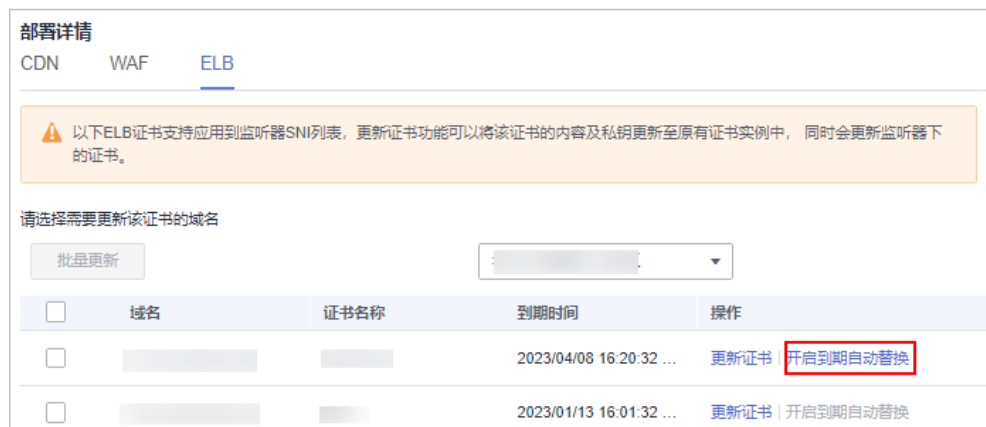 部署详情
CDN WAF ELB
以下ELB证书支持应用到监听器SNI列表，更新证书功能可以将该证书的内容及私钥更新至原有证书实例中， 同时会更新监听器下
的证书。
请选择需要更新该证书的域名
批量更新
域名 证书名称 到期时间 操作
2023/04/08 16:20:32 ... 更新证书 | 开启到期自动替换
2023/01/13 16:01:32 ... 更新证书 | 开启到期自动替换